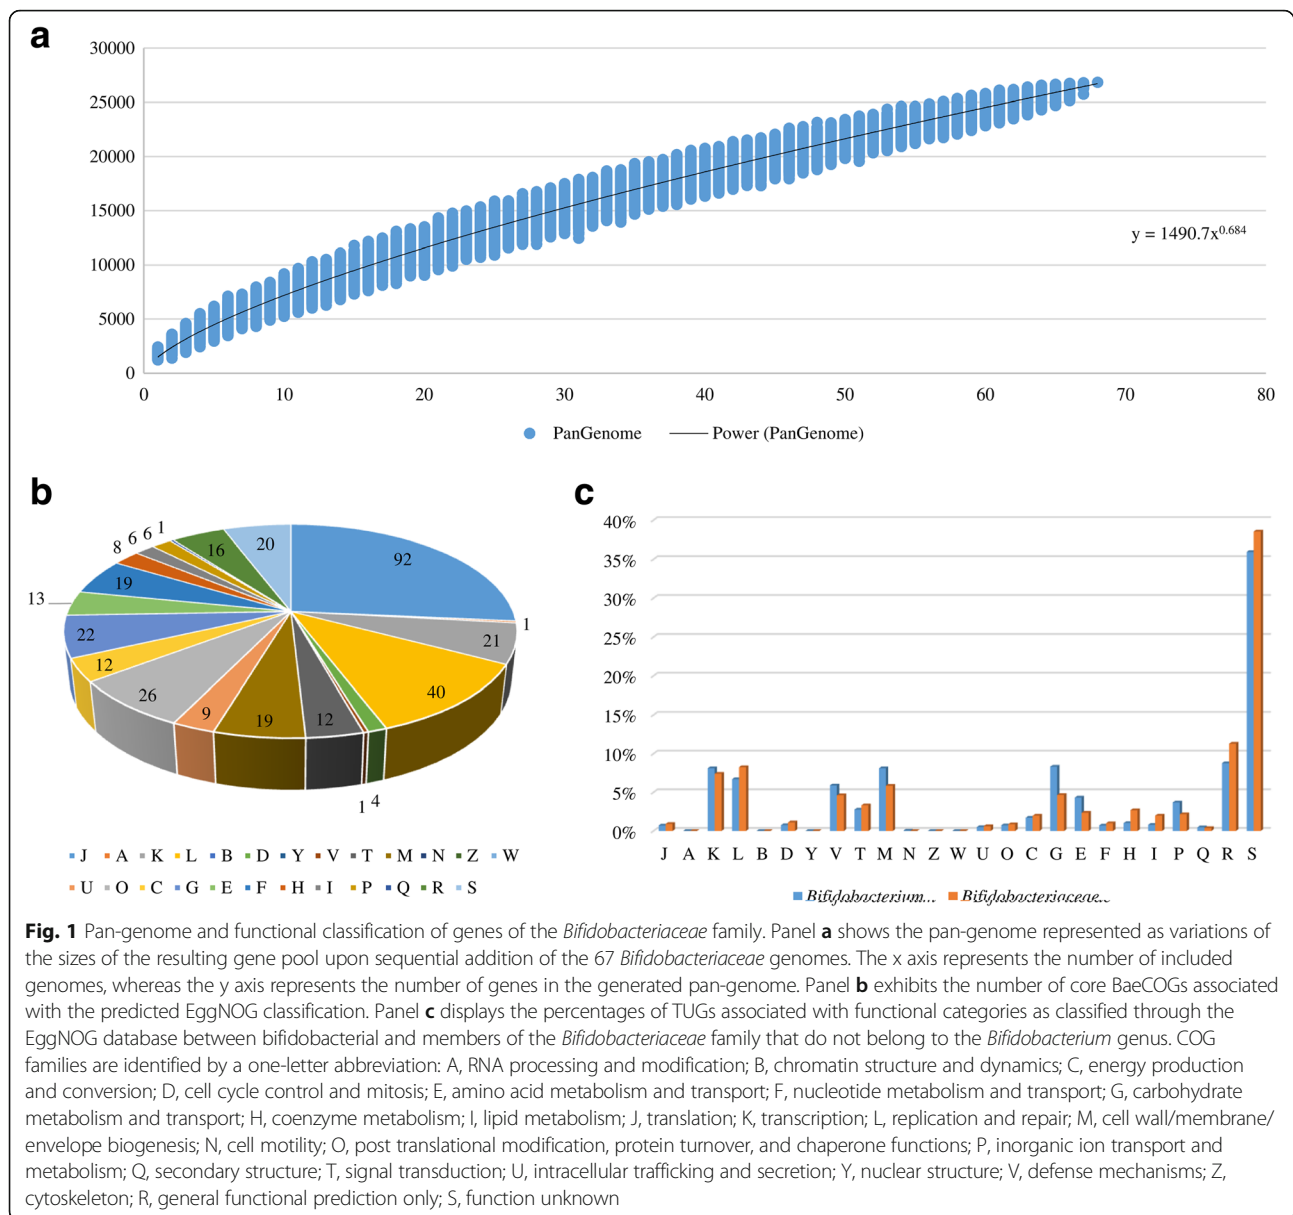 a
30000
25000
20000
15000
10000
5000
0
0 10 20 30 40 50 60 70 80
y = 1490.7x^0.684
PanGenome Power (PanGenome)
b
92
1
21
40
4
1
12
19
9
26
12
22
13
19
8
6
6
1
16
20
J A K L B D Y V T M N Z W
U O C G E F H I P Q R S
c
40%
35%
30%
25%
20%
15%
10%
5%
0%
J A K L B D Y V T M N Z W U O C G E F H I P Q R S
Bifidobacterium... Bifidobacteriaceae...
Fig. 1 Pan-genome and functional classification of genes of the Bifidobacteriaceae family. Panel a shows the pan-genome represented as variations of
the sizes of the resulting gene pool upon sequential addition of the 67 Bifidobacteriaceae genomes. The x axis represents the number of included
genomes, whereas the y axis represents the number of genes in the generated pan-genome. Panel b exhibits the number of core BaeCOGs associated
with the predicted EggNOG classification. Panel c displays the percentages of TUGs associated with functional categories as classified through the
EggNOG database between bifidobacterial and members of the Bifidobacteriaceae family that do not belong to the Bifidobacterium genus. COG
families are identified by a one-letter abbreviation: A, RNA processing and modification; B, chromatin structure and dynamics; C, energy production
and conversion; D, cell cycle control and mitosis; E, amino acid metabolism and transport; F, nucleotide metabolism and transport; G, carbohydrate
metabolism and transport; H, coenzyme metabolism; I, lipid metabolism; J, translation; K, transcription; L, replication and repair; M, cell wall/membrane/
envelope biogenesis; N, cell motility; O, post translational modification, protein turnover, and chaperone functions; P, inorganic ion transport and
metabolism; Q, secondary structure; T, signal transduction; U, intracellular trafficking and secretion; Y, nuclear structure; V, defense mechanisms; Z,
cytoskeleton; R, general functional prediction only; S, function unknown